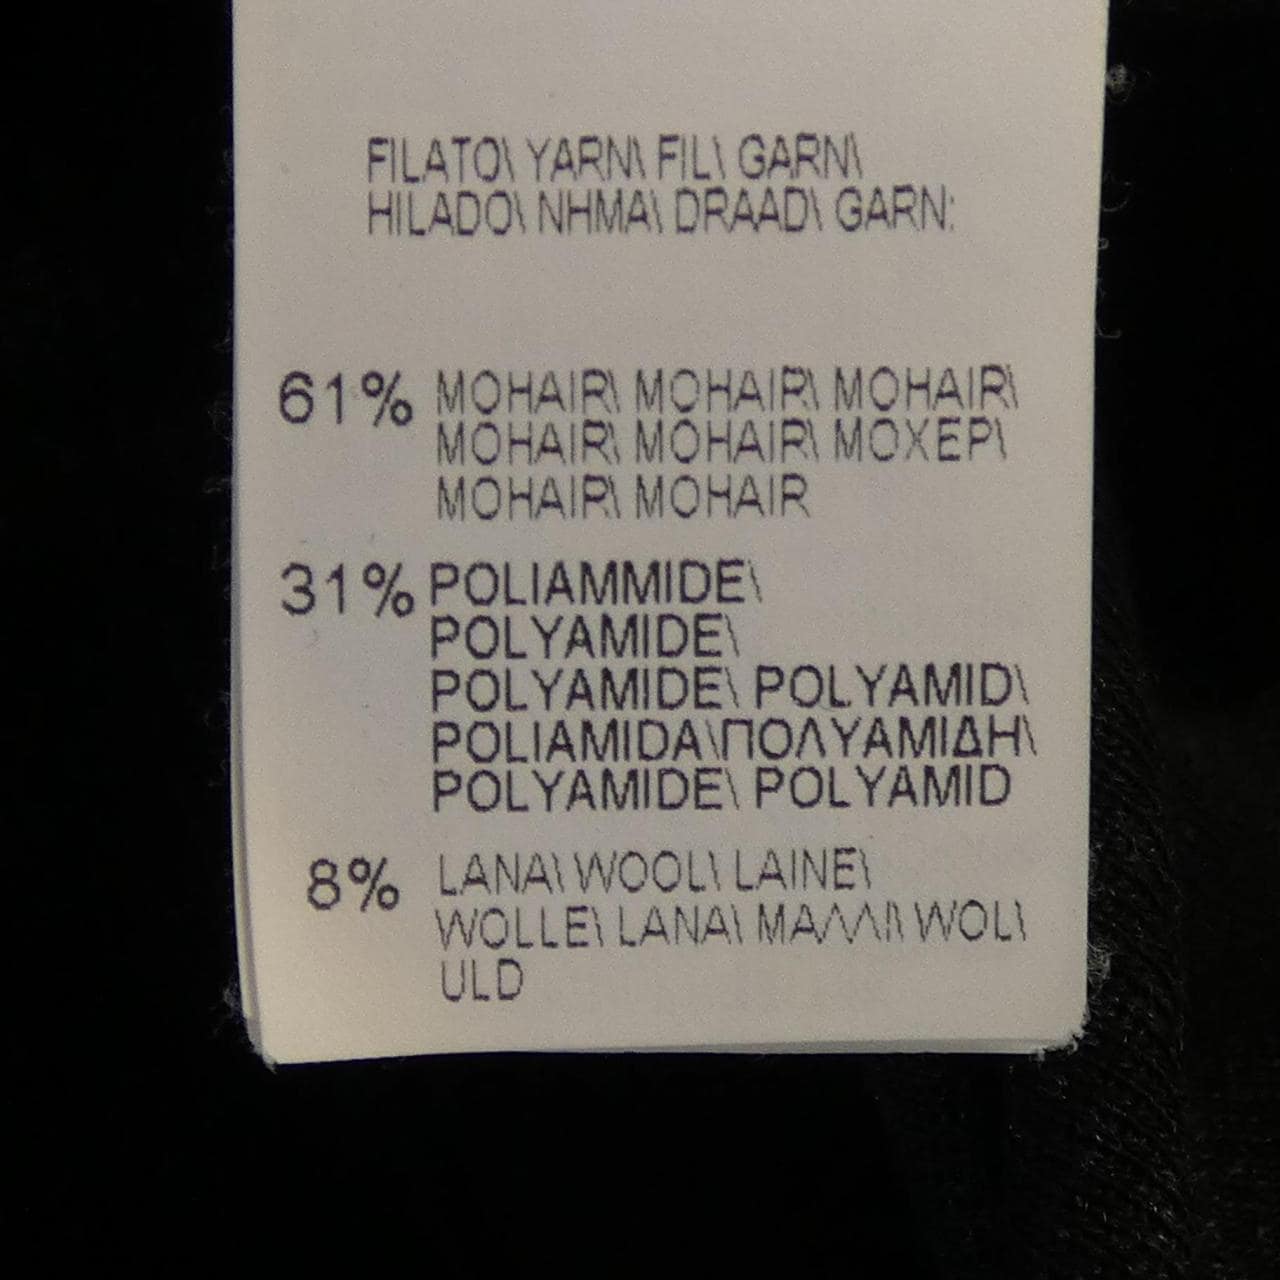 FILATO\ YARN\ FIL\ GARN\
HILADO\ NHMA\ DRAAD\ GARN:
61% MOHAIR\ MOHAIR\ MOHAIR\
MOHAIR\ MOHAIR\ ΜΟΧΕΡ\
MOHAIR\ MOHAIR
31% POLIAMMIDE\
POLYAMIDE\
POLYAMIDE\ POLYAMID\
POLIAMIDA\ΠΟΛΥΑΜΙΔΗ\
POLYAMIDE\ POLYAMID
8% LANA\ WOOL\ LAINE\
WOLLE\ LANA\ ΜΑΛΛΙ\ WOL\
ULD